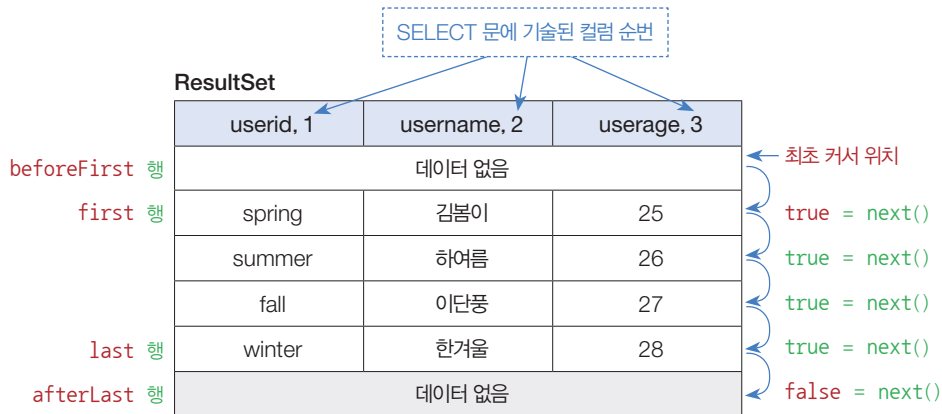 SELECT 문에 기술된 컬럼 순번
ResultSet
userid, 1 username, 2 userage, 3
beforeFirst 행 데이터 없음 최초 커서 위치
first 행 spring 김봄이 25 true = next()
summer 하여름 26 true = next()
fall 이단풍 27 true = next()
last 행 winter 한겨울 28 true = next()
afterLast 행 데이터 없음 false = next()